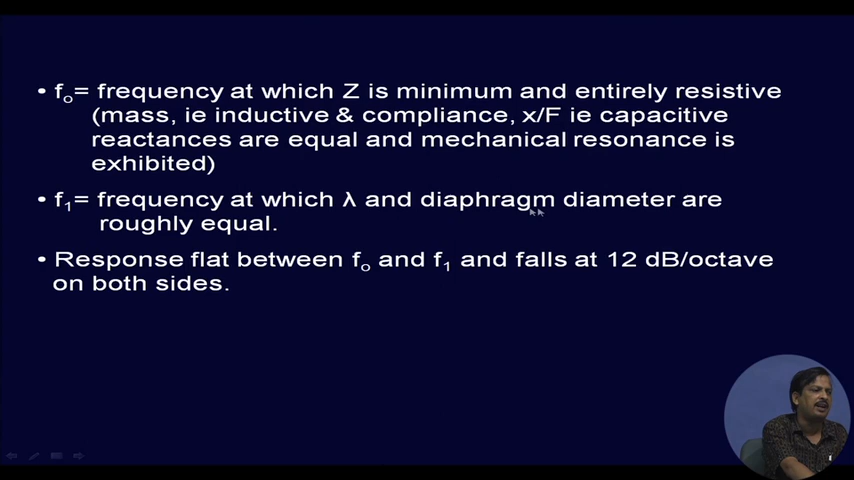 • fo= frequency at which Z is minimum and entirely resistive
(mass, ie inductive & compliance, x/F ie capacitive
reactances are equal and mechanical resonance is
exhibited)
• f1= frequency at which λ and diaphragm diameter are
roughly equal.
• Response flat between fo and f1 and falls at 12 dB/octave
on both sides.